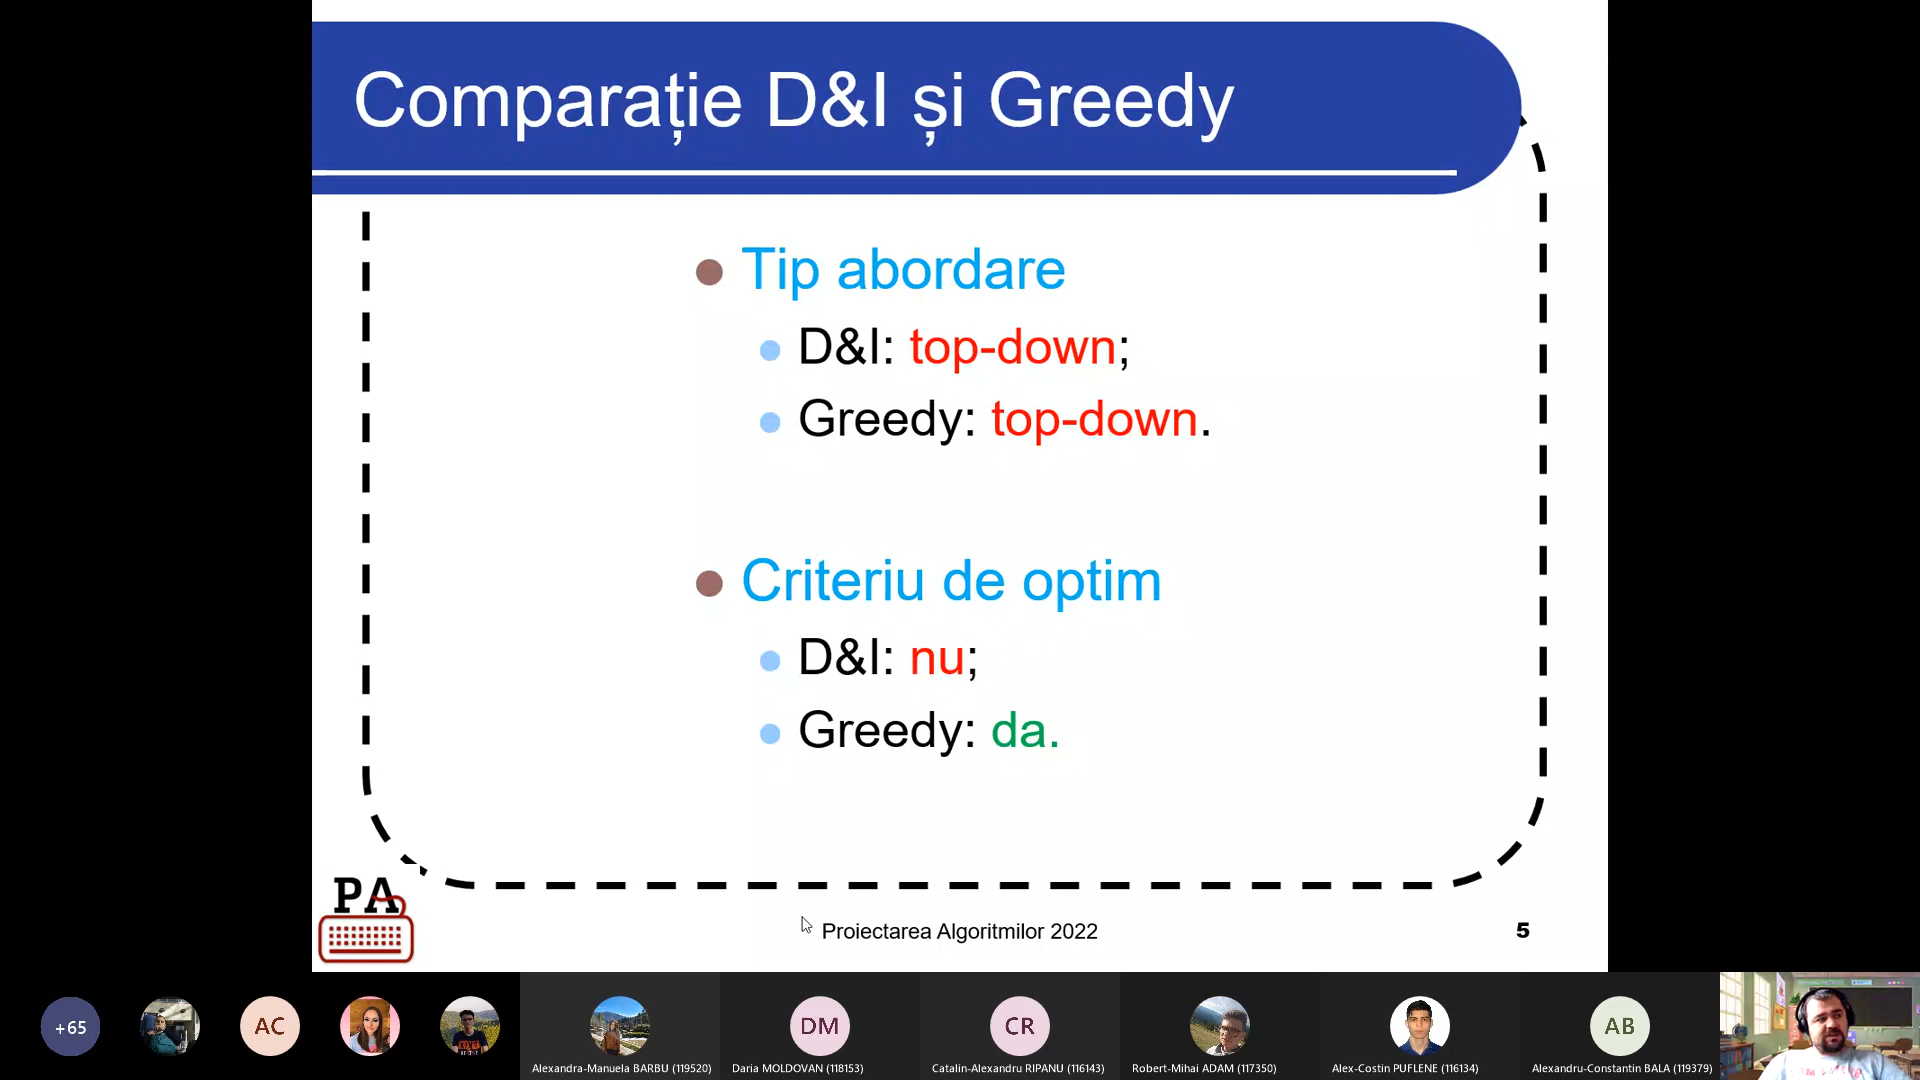 Comparație D&I și Greedy
Tip abordare
D&I: top-down;
Greedy: top-down.
Criteriu de optim
D&I: nu;
Greedy: da.
PA
Proiectarea Algoritmilor 2022
5
+65
AC
DM
CR
AB
Alexandra-Manuela BARBU (119520)
Daria MOLDOVAN (118153)
Catalin-Alexandru RIPANU (116143)
Robert-Mihai ADAM (117350)
Alex-Costin PUFLENE (116134)
Alexandru-Constantin BALA (119379)